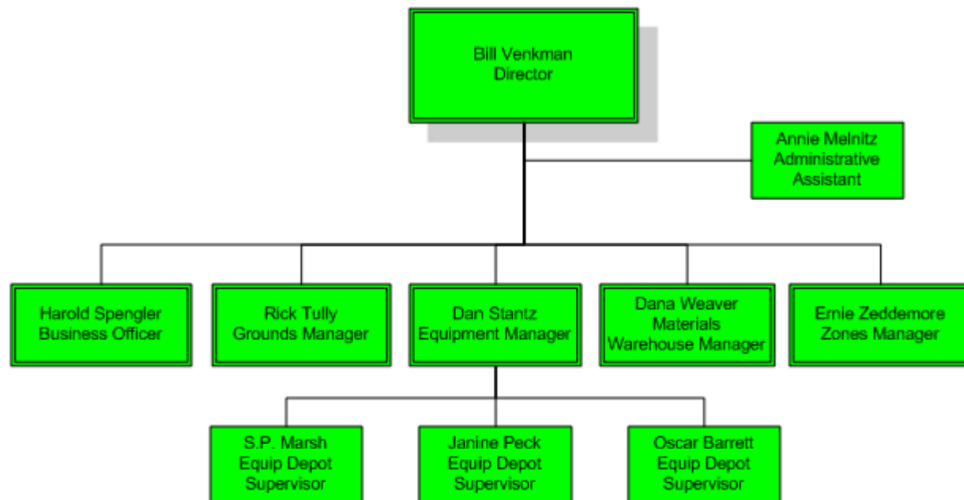 Bill Venkman
Director
Annie Melnitz
Administrative
Assistant
Harold Spengler
Business Officer
Rick Tully
Grounds Manager
Dan Stantz
Equipment Manager
Dana Weaver
Materials
Warehouse Manager
Ernie Zeddemore
Zones Manager
S.P. Marsh
Equip Depot
Supervisor
Janine Peck
Equip Depot
Supervisor
Oscar Barrett
Equip Depot
Supervisor